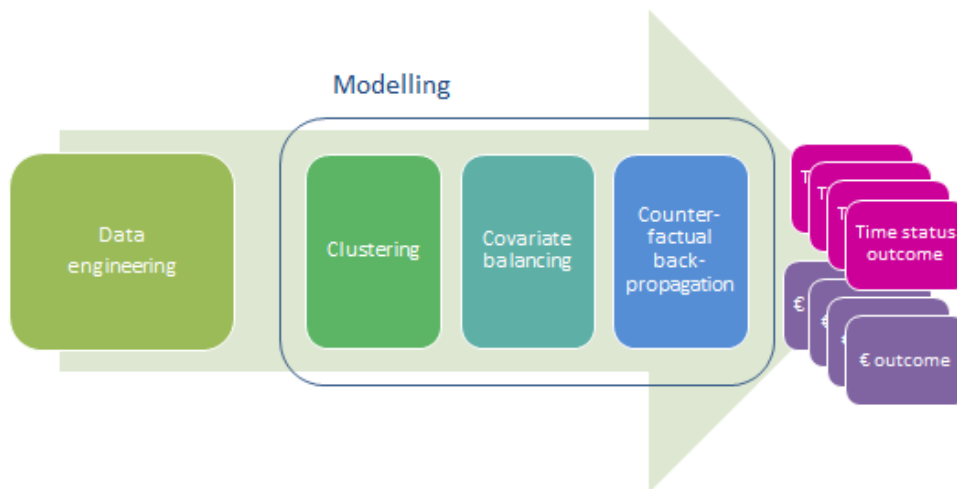 Modelling
Data
engineering
Clustering
Covariate
balancing
Counter-
factual
back-
propagation
Time status
outcome
€
€ outcome